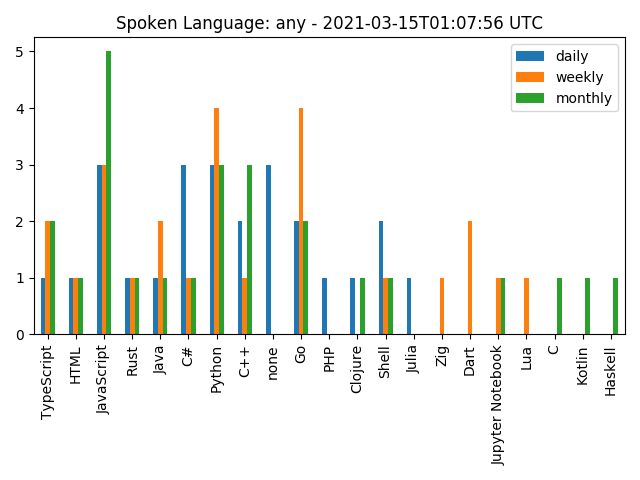 Spoken Language: any - 2021-03-15T01:07:56 UTC
daily
weekly
monthly
5
4
3
2
1
0
TypeScript
HTML
JavaScript
Rust
Java
C#
Python
C++
none
Go
PHP
Clojure
Shell
Julia
Zig
Dart
Jupyter Notebook
Lua
C
Kotlin
Haskell